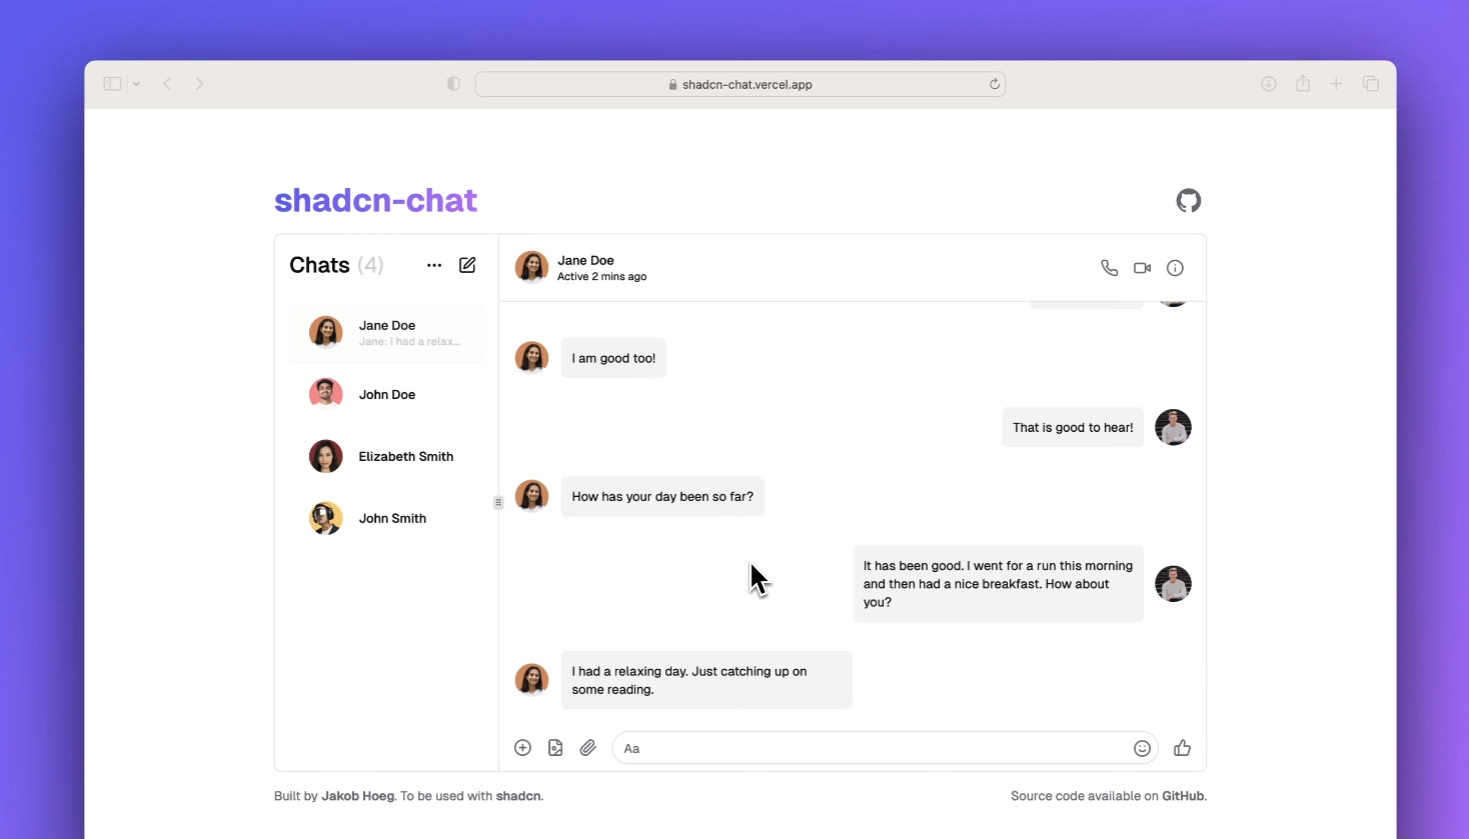 shadcn-chat.vercel.app
shadcn-chat
Chats (4)
Jane Doe
Jane: I had a relax...
John Doe
Elizabeth Smith
John Smith
Jane Doe
Active 2 mins ago
I am good too!
That is good to hear!
How has your day been so far?
It has been good. I went for a run this morning
and then had a nice breakfast. How about
you?
I had a relaxing day. Just catching up on
some reading.
Aa
Built by Jakob Hoeg. To be used with shadcn.
Source code available on GitHub.